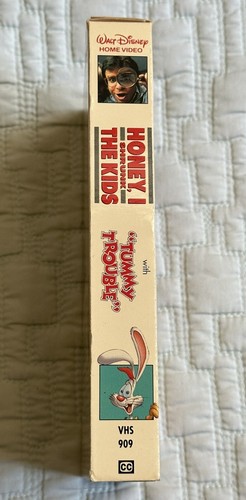 Walt Disney
HOME VIDEO
HONEY, I
SHRUNK
THE KIDS
with
"TUMMY
TROUBLE"
VHS
909
CC